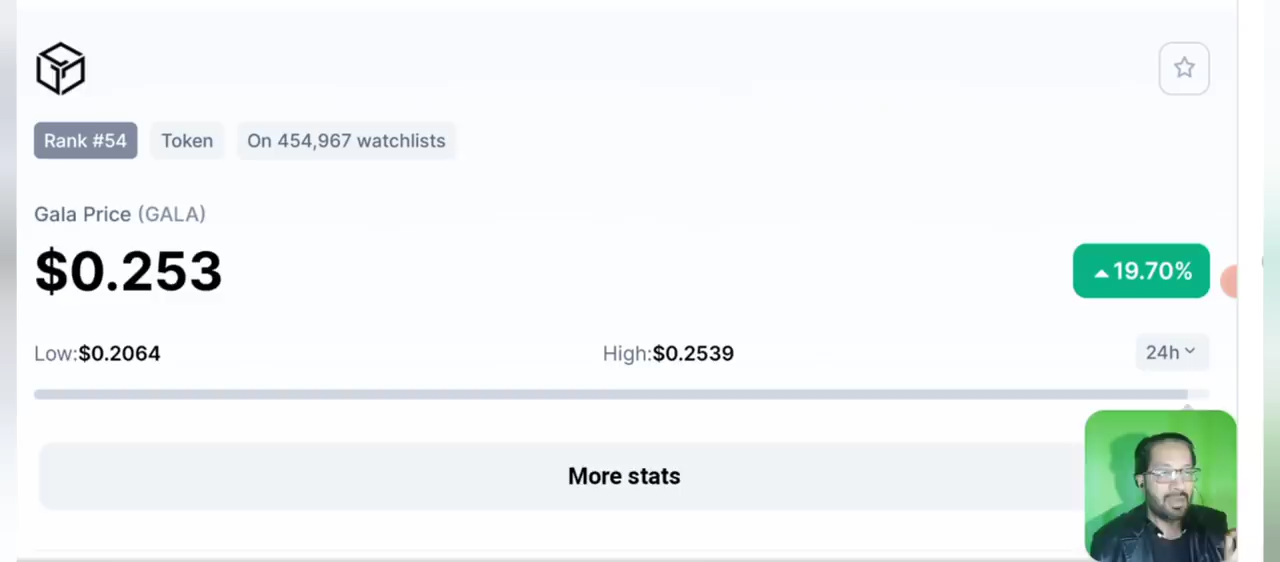 Rank #54 Token On 454,967 watchlists
Gala Price (GALA)
$0.253 19.70%
Low:$0.2064 High:$0.2539 24h
More stats